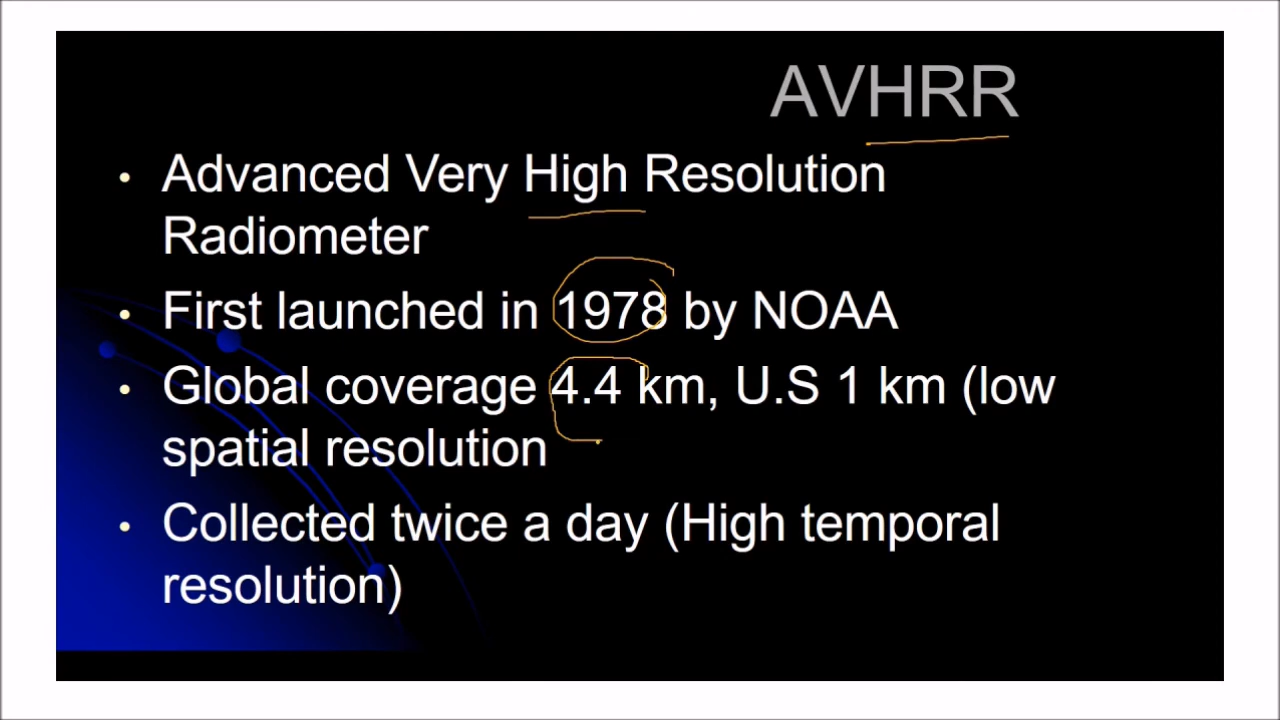 AVHRR
• Advanced Very High Resolution
Radiometer
• First launched in 1978 by NOAA
• Global coverage 4.4 km, U.S 1 km (low
spatial resolution
• Collected twice a day (High temporal
resolution)